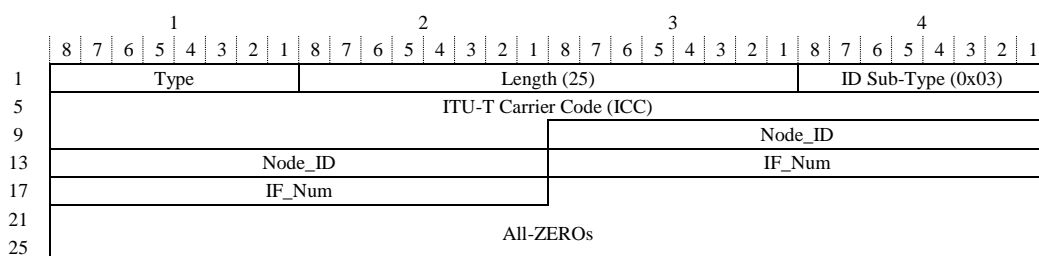 1 2 3 4
8 7 6 5 4 3 2 1 8 7 6 5 4 3 2 1 8 7 6 5 4 3 2 1 8 7 6 5 4 3 2 1
1 Type Length (25) ID Sub-Type (0x03)
5 ITU-T Carrier Code (ICC)
9 Node_ID
13 Node_ID IF_Num
17 IF_Num
21
All-ZEROs
25